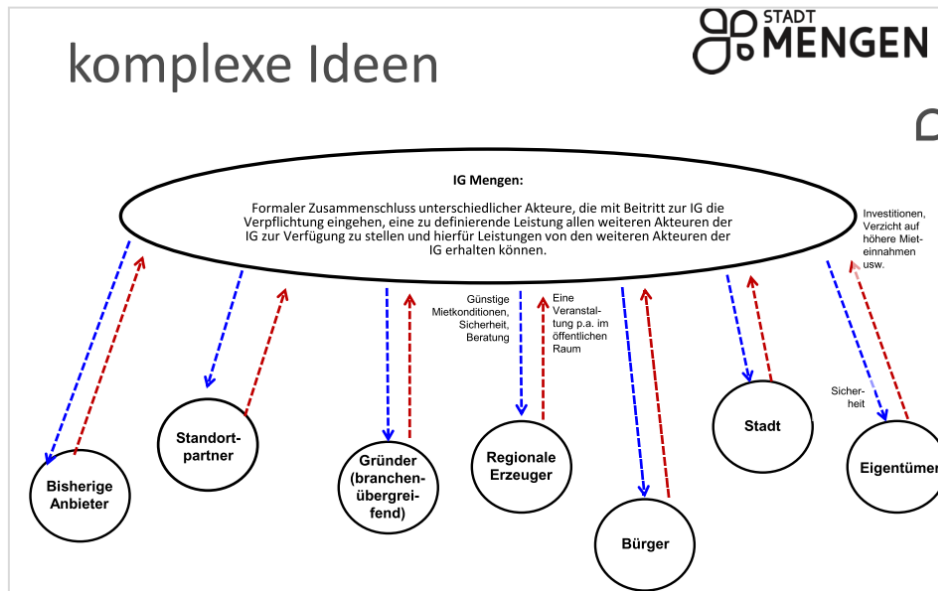 komplexe Ideen
STADT
MENGEN
IG Mengen:
Formaler Zusammenschluss unterschiedlicher Akteure, die mit Beitritt zur IG die
Verpflichtung eingehen, eine zu definierende Leistung allen weiteren Akteuren der
IG zur Verfügung zu stellen und hierfür Leistungen von den weiteren Akteuren der
IG erhalten können.
Investitionen,
Verzicht auf
höhere Miet-
einnahmen
usw.
Günstige
Mietkonditionen,
Sicherheit,
Beratung
Eine
Veranstal-
tung p.a. im
öffentlichen
Raum
Sicher-
heit
Bisherige
Anbieter
Standort-
partner
Gründer
(branchen-
übergrei-
fend)
Regionale
Erzeuger
Bürger
Stadt
Eigentümer